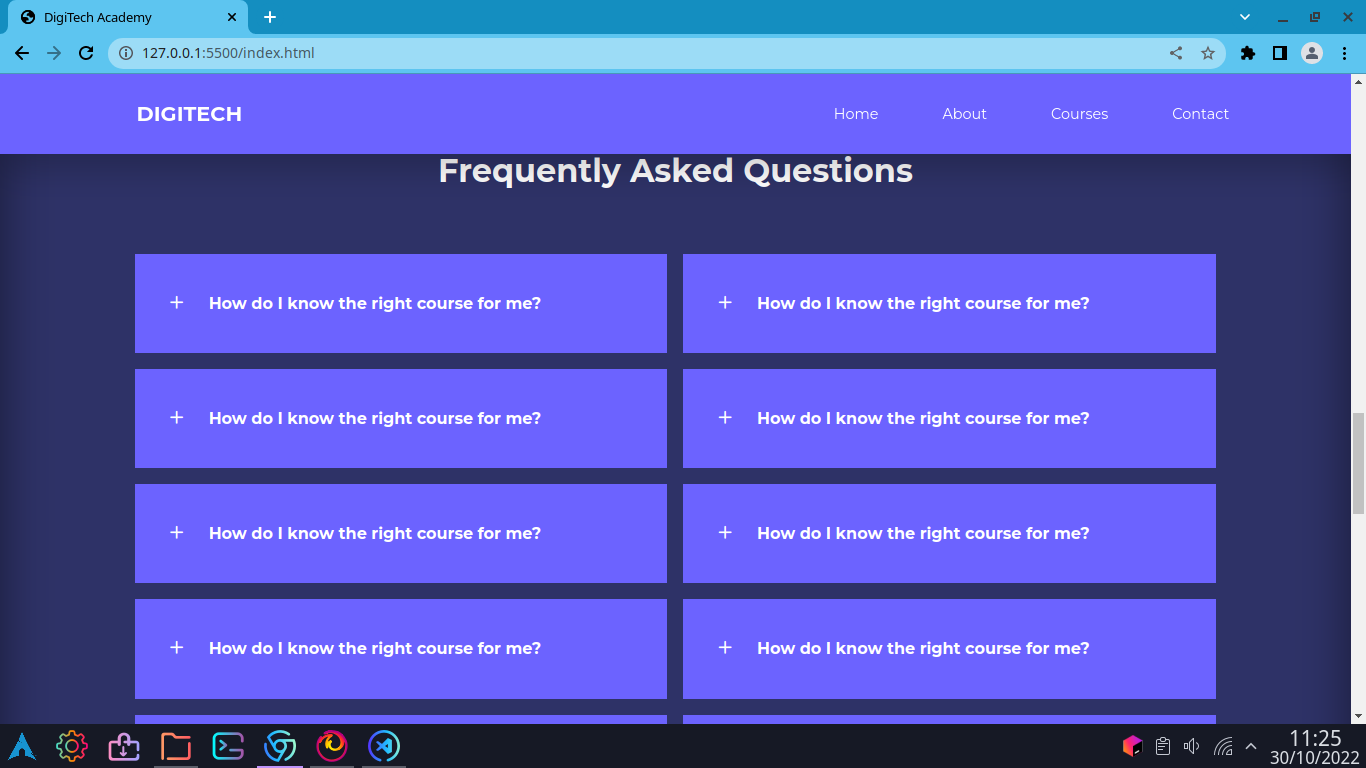 DigiTech Academy
127.0.0.1:5500/index.html
DIGITECH Home About Courses Contact
Frequently Asked Questions
+ How do I know the right course for me? + How do I know the right course for me?
+ How do I know the right course for me? + How do I know the right course for me?
+ How do I know the right course for me? + How do I know the right course for me?
+ How do I know the right course for me? + How do I know the right course for me?
11:25
30/10/2022